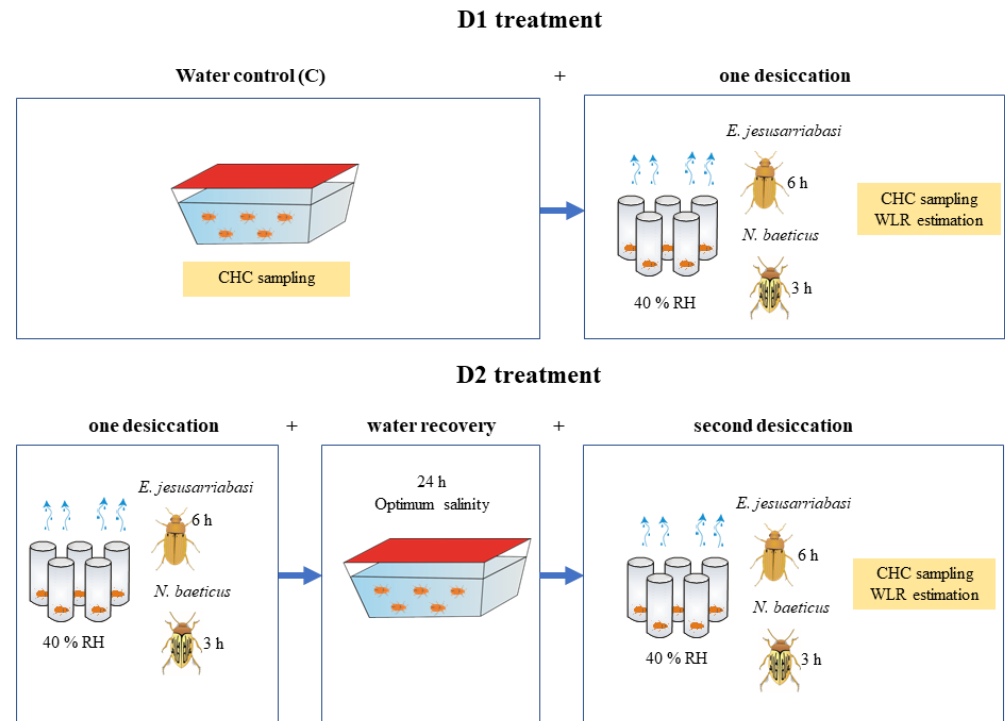 D1 treatment
Water control (C)
+
one desiccation
CHC sampling
E. jesusarriabasi
6 h
N. baeticus
3 h
40 % RH
CHC sampling
WLR estimation
D2 treatment
one desiccation
+
water recovery
+
second desiccation
E. jesusarriabasi
6 h
N. baeticus
3 h
40 % RH
24 h
Optimum salinity
E. jesusarriabasi
6 h
N. baeticus
3 h
40 % RH
CHC sampling
WLR estimation